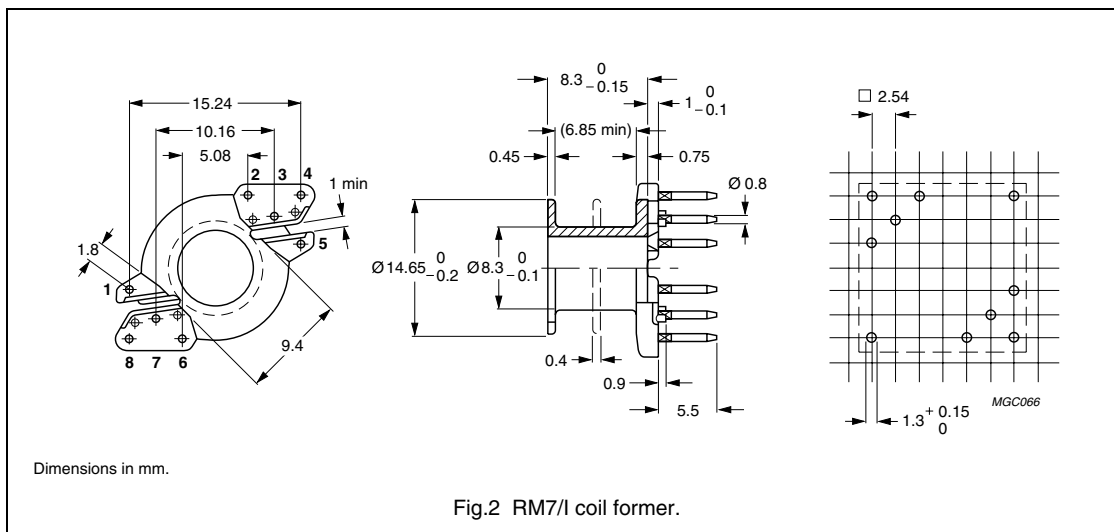 15.24
10.16
5.08
2 3 4
1 min
5
1.8
1
8 7 6
9.4
8.3 0 −0.15
1 0 −0.1
(6.85 min)
0.45
0.75
Ø 0.8
Ø 14.65 0 −0.2
Ø 8.3 0 −0.1
0.4
0.9
5.5
□ 2.54
MGC066
1.3 + 0.15 0
Dimensions in mm.
Fig.2 RM7/I coil former.